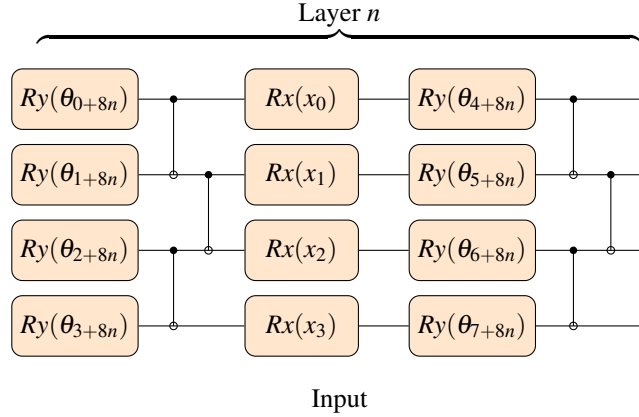 Layer n
Ry(θ₀₊₈ₙ) Rx(x₀) Ry(θ₄₊₈ₙ)
Ry(θ₁₊₈ₙ) Rx(x₁) Ry(θ₅₊₈ₙ)
Ry(θ₂₊₈ₙ) Rx(x₂) Ry(θ₆₊₈ₙ)
Ry(θ₃₊₈ₙ) Rx(x₃) Ry(θ₇₊₈ₙ)
Input